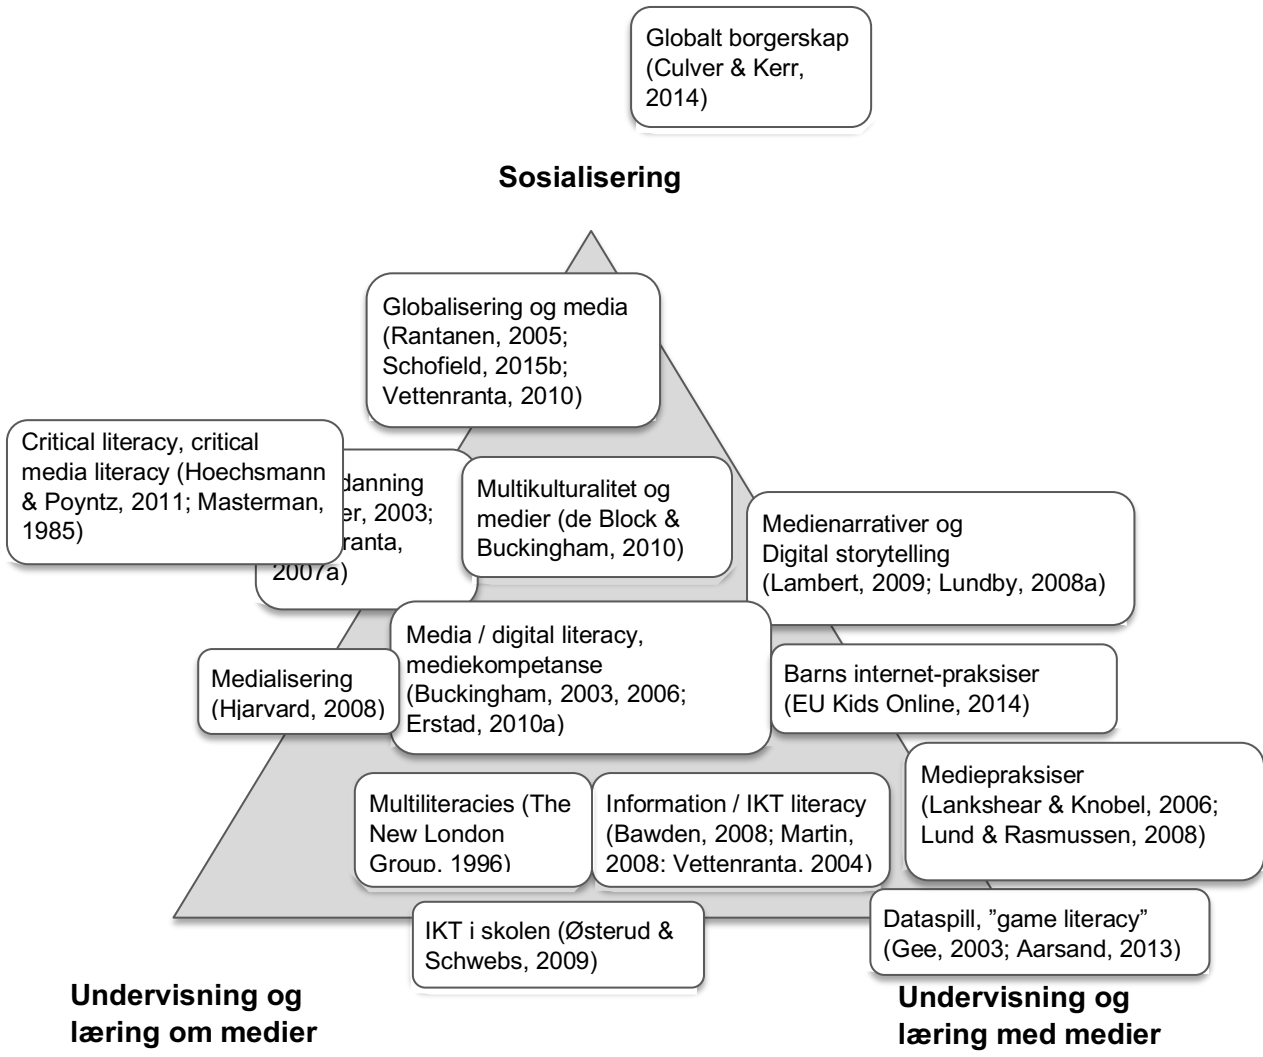 Globalt borgerskap
(Culver & Kerr,
2014)
Sosialisering
Globalisering og media
(Rantanen, 2005;
Schofield, 2015b;
Vettenranta, 2010)
Critical literacy, critical
media literacy (Hoechsmann
& Poyntz, 2011; Masterman,
1985)
2003;
2007a)
Multikulturalitet og
medier (de Block &
Buckingham, 2010)
Medienarrativer og
Digital storytelling
(Lambert, 2009; Lundby, 2008a)
Media / digital literacy,
mediekompetanse
(Buckingham, 2003, 2006;
Erstad, 2010a)
Medialisering
(Hjarvard, 2008)
Barns internet-praksiser
(EU Kids Online, 2014)
Mediepraksiser
(Lankshear & Knobel, 2006;
Lund & Rasmussen, 2008)
Multiliteracies (The
New London
Group, 1996)
Information / IKT literacy
(Bawden, 2008; Martin,
2008; Vettenranta, 2004)
IKT i skolen (Østerud &
Schwebs, 2009)
Dataspill, ”game literacy”
(Gee, 2003; Aarsand, 2013)
Undervisning og
læring om medier
Undervisning og
læring med medier